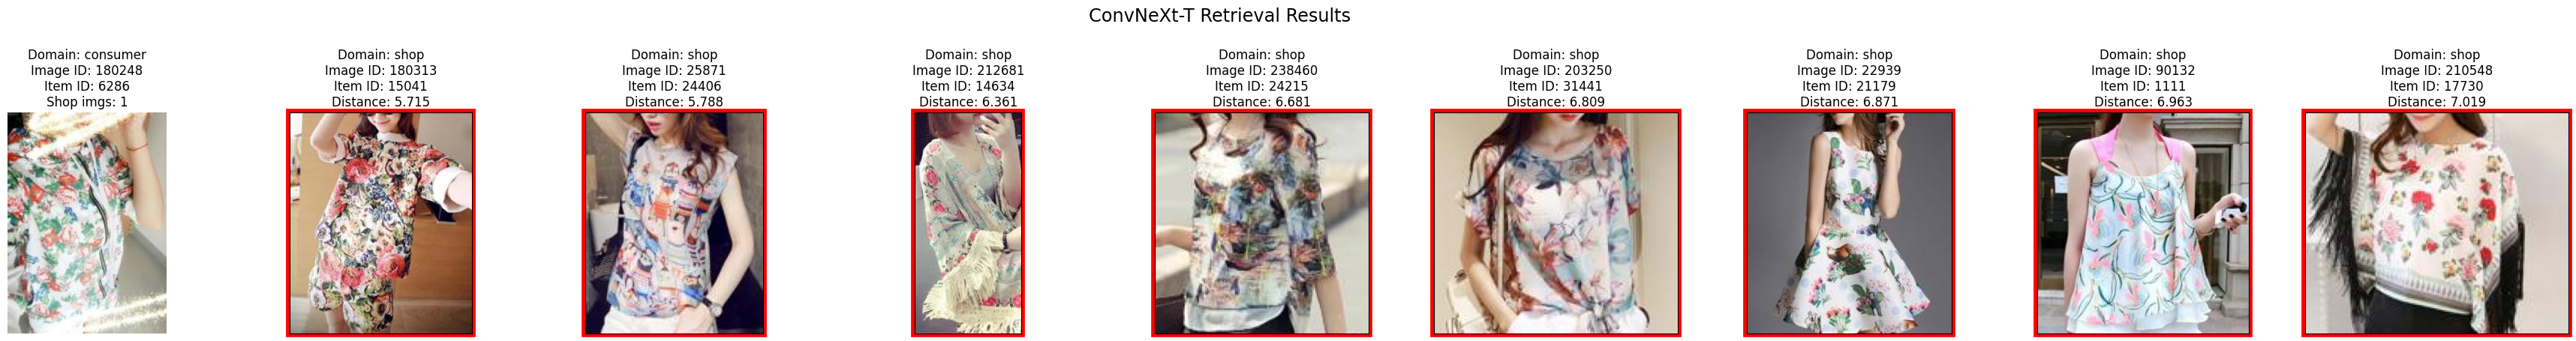 ConvNeXt-T Retrieval Results
Domain: consumer
Image ID: 180248
Item ID: 6286
Shop imgs: 1
Domain: shop
Image ID: 180313
Item ID: 15041
Distance: 5.715
Domain: shop
Image ID: 25871
Item ID: 24406
Distance: 5.788
Domain: shop
Image ID: 212681
Item ID: 14634
Distance: 6.361
Domain: shop
Image ID: 238460
Item ID: 24215
Distance: 6.681
Domain: shop
Image ID: 203250
Item ID: 31441
Distance: 6.809
Domain: shop
Image ID: 22939
Item ID: 21179
Distance: 6.871
Domain: shop
Image ID: 90132
Item ID: 1111
Distance: 6.963
Domain: shop
Image ID: 210548
Item ID: 17730
Distance: 7.019